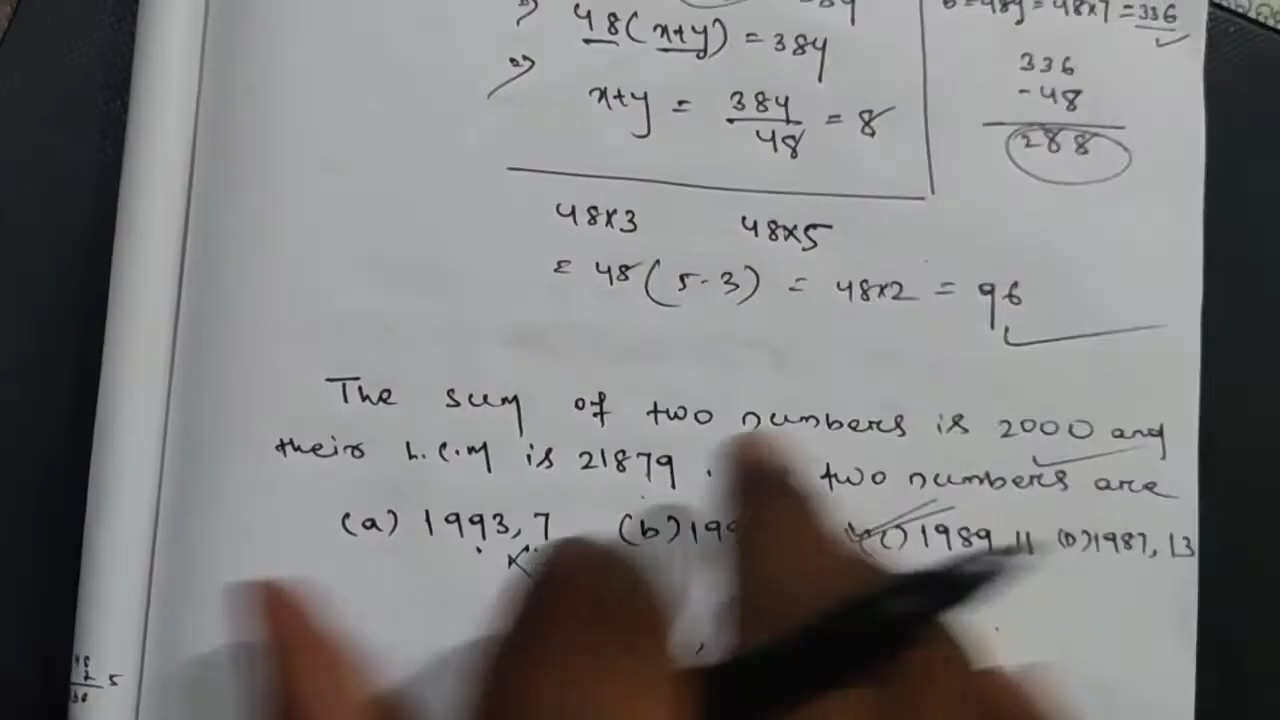 48(x+y) = 384
x+y = 384/48 = 8
= 48y = 48x7 = 336
336
-48
288
48x3 48x5
= 48(5-3) = 48x2 = 96
The sum of two numbers is 2000 and
their L.C.M is 21879. two numbers are
(a) 1993,7 (b) 199 (c) 1989, 11 (D) 1987, 13